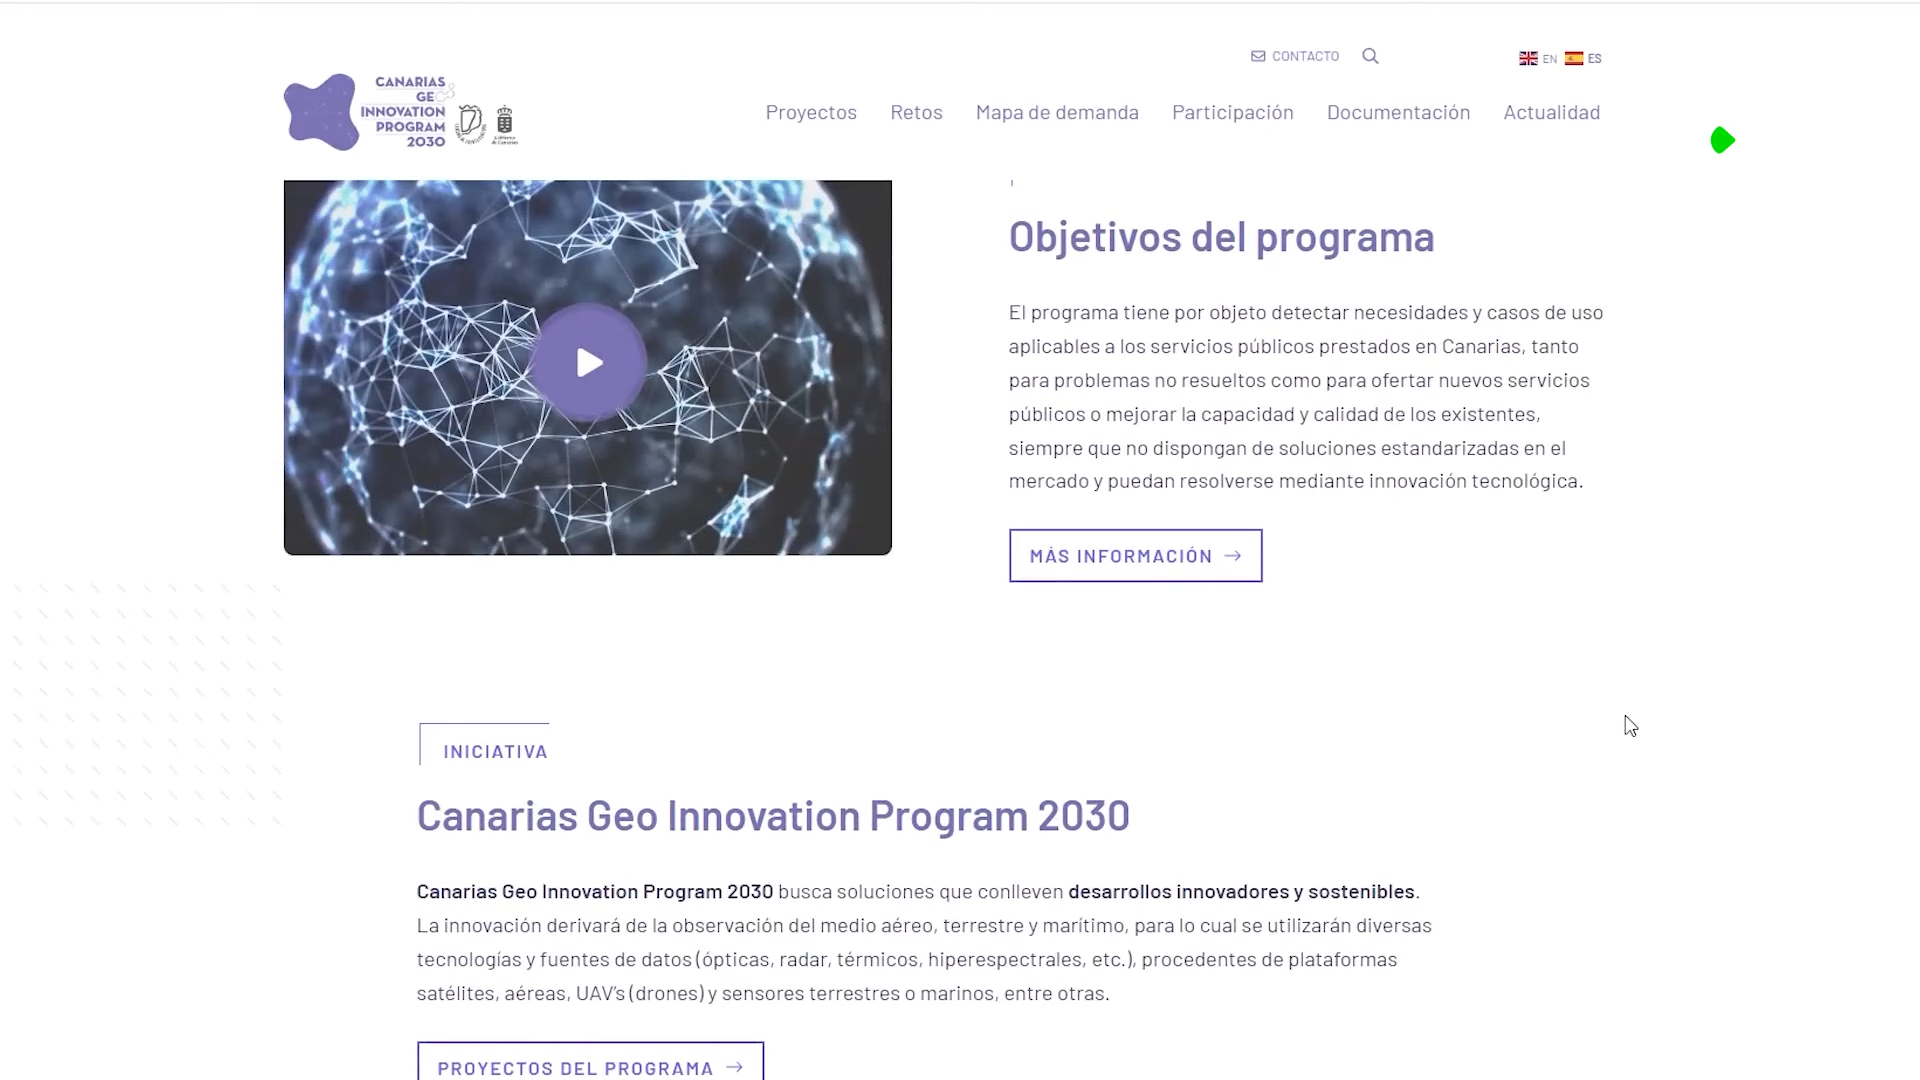 CONTACTO
EN ES
CANARIAS
GEO
INNOVATION
PROGRAM
2030
Gobierno
de Canarias
Proyectos Retos Mapa de demanda Participación Documentación Actualidad
Objetivos del programa
El programa tiene por objeto detectar necesidades y casos de uso
aplicables a los servicios públicos prestados en Canarias, tanto
para problemas no resueltos como para ofertar nuevos servicios
públicos o mejorar la capacidad y calidad de los existentes,
siempre que no dispongan de soluciones estandarizadas en el
mercado y puedan resolverse mediante innovación tecnológica.
MÁS INFORMACIÓN →
INICIATIVA
Canarias Geo Innovation Program 2030
Canarias Geo Innovation Program 2030 busca soluciones que conlleven desarrollos innovadores y sostenibles.
La innovación derivará de la observación del medio aéreo, terrestre y marítimo, para lo cual se utilizarán diversas
tecnologías y fuentes de datos (ópticas, radar, térmicos, hiperespectrales, etc.), procedentes de plataformas
satélites, aéreas, UAV’s (drones) y sensores terrestres o marinos, entre otras.
PROYECTOS DEL PROGRAMA →